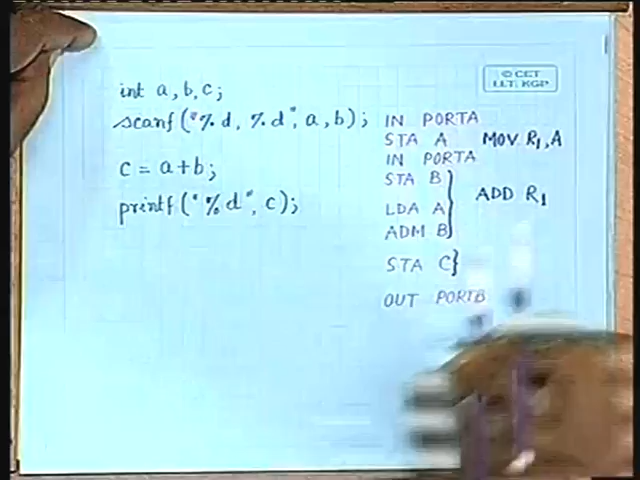 © CET
I.I.T. KGP
int a, b, c;
scanf ("%d, %d", a, b); IN PORTA
STA A MOV R1, A
IN PORTA
c = a+b; STA B
ADD R1
printf ("%d", c); LDA A
ADM B
STA C
OUT PORTB